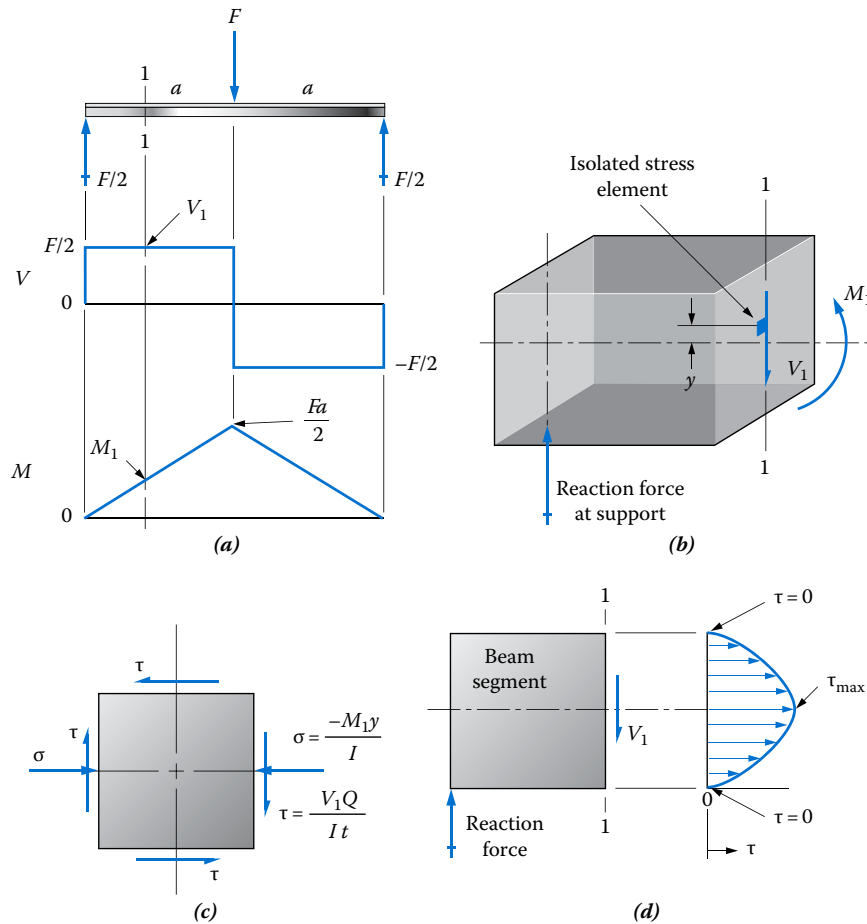 F
1
a a
1
F/2 F/2
V₁
F/2
V
0
−F/2
Fa
2
M₁
M
0
(a)
Isolated stress
element
1
M₁
y
V₁
1
Reaction force
at support
(b)
τ
τ
σ
σ = −M₁y
I
τ = V₁Q
I t
τ
(c)
1
τ = 0
Beam
segment
τmax
V₁
0
1
τ = 0
Reaction
force
τ
(d)